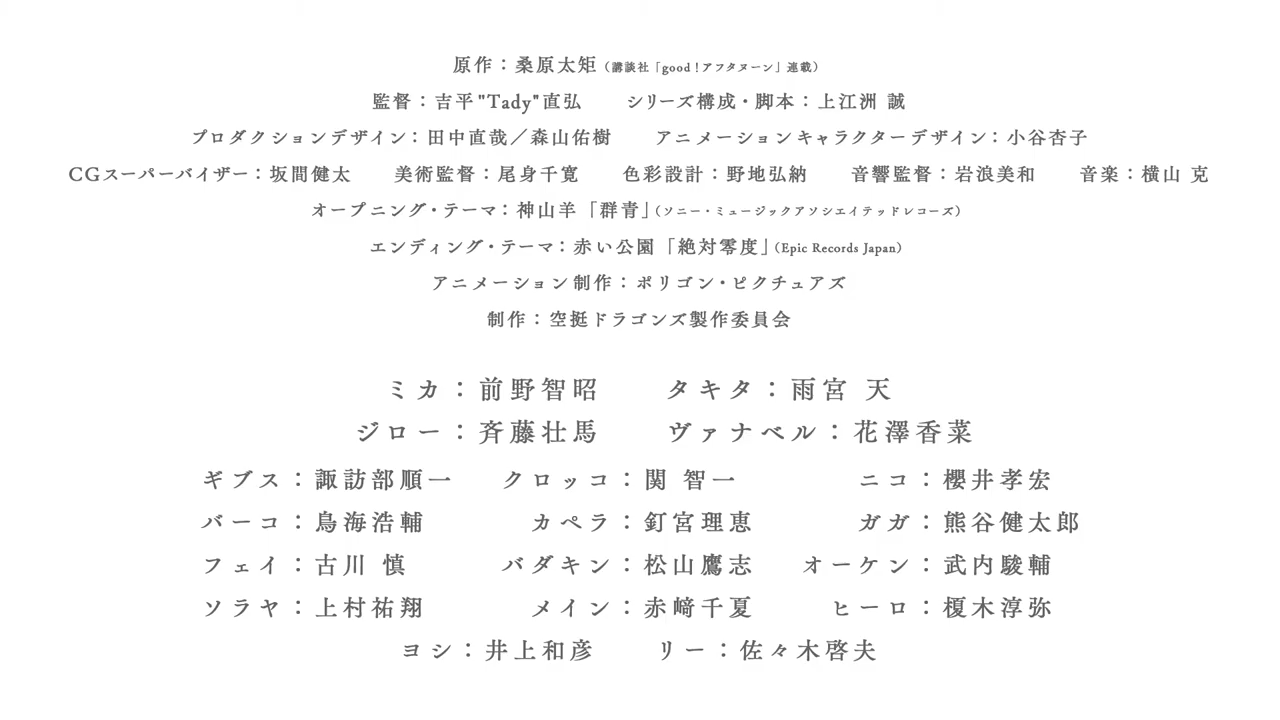 原作：桑原太矩（講談社「good！アフタヌーン」連載）
監督：吉平"Tady"直弘　　シリーズ構成・脚本：上江洲 誠
プロダクションデザイン：田中直哉／森山佑樹　　アニメーションキャラクターデザイン：小谷杏子
CGスーパーバイザー：坂間健太　　美術監督：尾身千寛　　色彩設計：野地弘納　　音響監督：岩浪美和　　音楽：横山 克
オープニング・テーマ：神山羊「群青」（ソニー・ミュージックアソシエイテッドレコーズ）
エンディング・テーマ：赤い公園「絶対零度」（Epic Records Japan）
アニメーション制作：ポリゴン・ピクチュアズ
制作：空挺ドラゴンズ製作委員会
ミカ：前野智昭　　タキタ：雨宮 天
ジロー：斉藤壮馬　　ヴァナベル：花澤香菜
ギブス：諏訪部順一　　クロッコ：関 智一　　ニコ：櫻井孝宏
バーコ：鳥海浩輔　　カペラ：釘宮理恵　　ガガ：熊谷健太郎
フェイ：古川 慎　　バダキン：松山鷹志　　オーケン：武内駿輔
ソラヤ：上村祐翔　　メイン：赤﨑千夏　　ヒーロ：榎木淳弥
ヨシ：井上和彦　　リー：佐々木啓夫